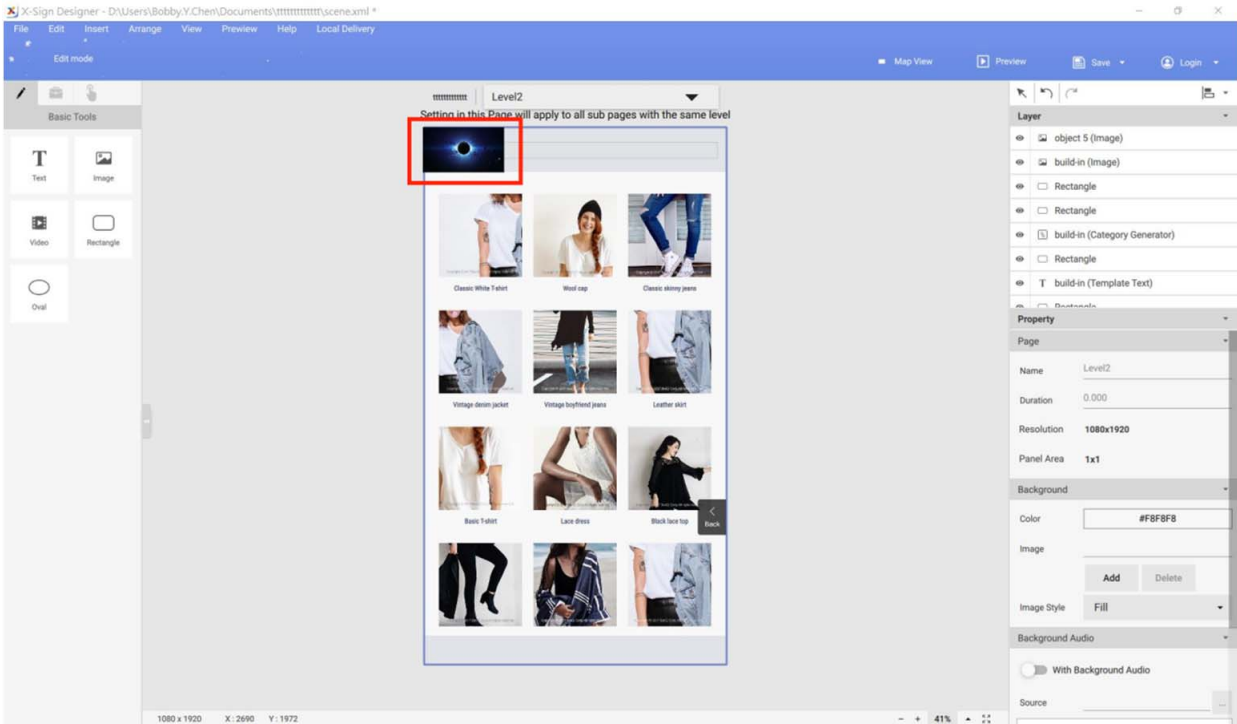 X-Sign Designer - D:\Users\Bobby.Y.Chen\Documents\ttttttttttttt\scene.xml *
File Edit Insert Arrange View Prewiew Help Local Delivery
Edit mode
Map View Preview Save Login
Basic Tools
Text Image
Video Rectangle
Oval
Level2
Setting in this Page will apply to all sub pages with the same level
Classic White T-shirt Wool cap Classic skinny jeans
Vintage denim jacket Vintage boyfriend jeans Leather skirt
Basic T-shirt Lace dress Black lace top
Back
1080 x 1920 X : 2690 Y : 1972
- + 41%
Layer
object 5 (Image)
build-in (Image)
Rectangle
Rectangle
build-in (Category Generator)
Rectangle
build-in (Template Text)
Rectangle
Property
Page
Name Level2
Duration 0.000
Resolution 1080x1920
Panel Area 1x1
Background
Color #F8F8F8
Image
Add Delete
Image Style Fill
Background Audio
With Background Audio
Source ...